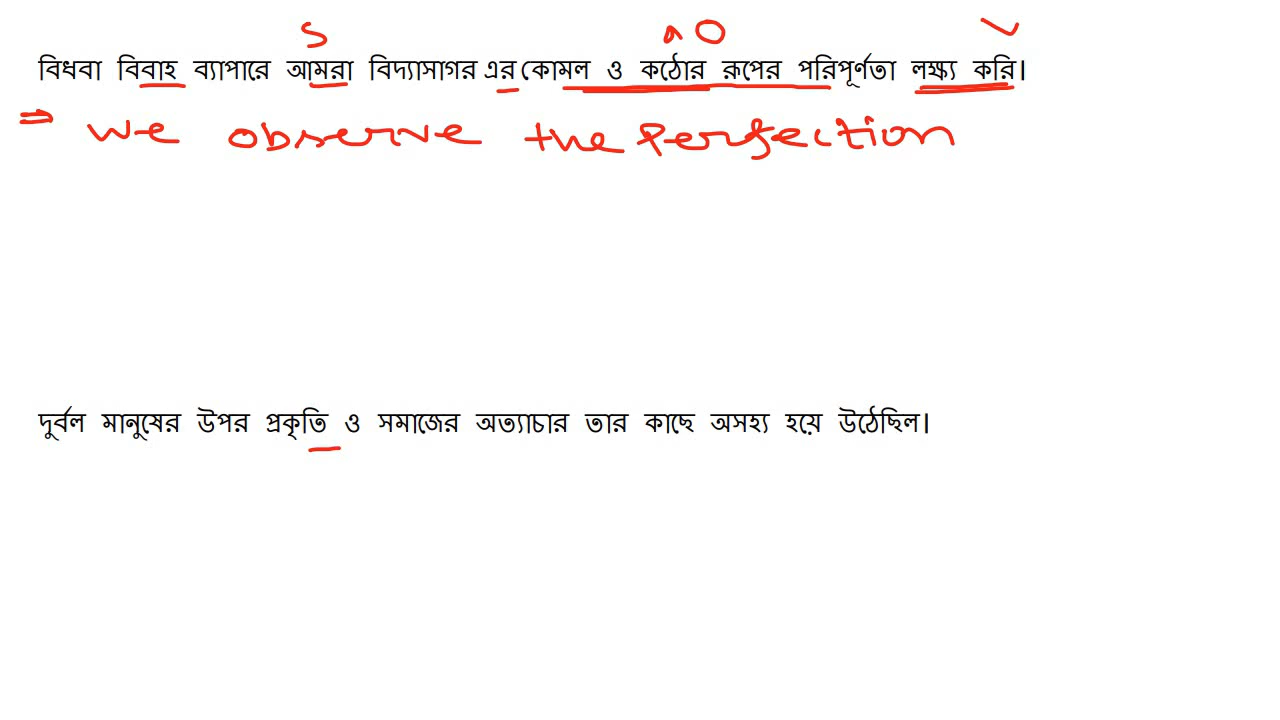 S O V
বিধবা বিবাহ ব্যাপারে আমরা বিদ্যাসাগর এর কোমল ও কঠোর রূপের পরিপূর্ণতা লক্ষ্য করি।
⇒ we observe the Perfection
দুর্বল মানুষের উপর প্রকৃতি ও সমাজের অত্যাচার তার কাছে অসহ্য হয়ে উঠেছিল।